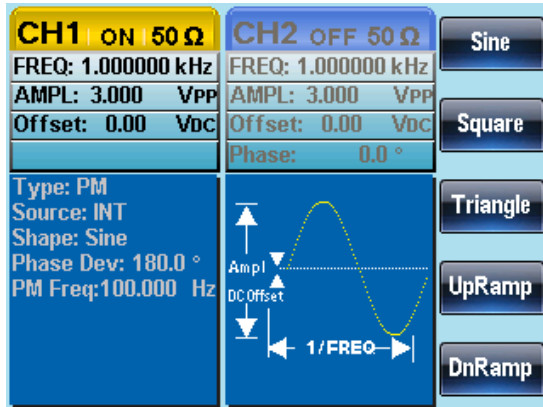 CH1 ON 50 Ω
FREQ: 1.000000 kHz
AMPL: 3.000 VPP
Offset: 0.00 VDC
CH2 OFF 50 Ω
FREQ: 1.000000 kHz
AMPL: 3.000 VPP
Offset: 0.00 VDC
Phase: 0.0 °
Type: PM
Source: INT
Shape: Sine
Phase Dev: 180.0 °
PM Freq:100.000 Hz
Ampl
DC Offset
1/FREQ
Sine
Square
Triangle
UpRamp
DnRamp